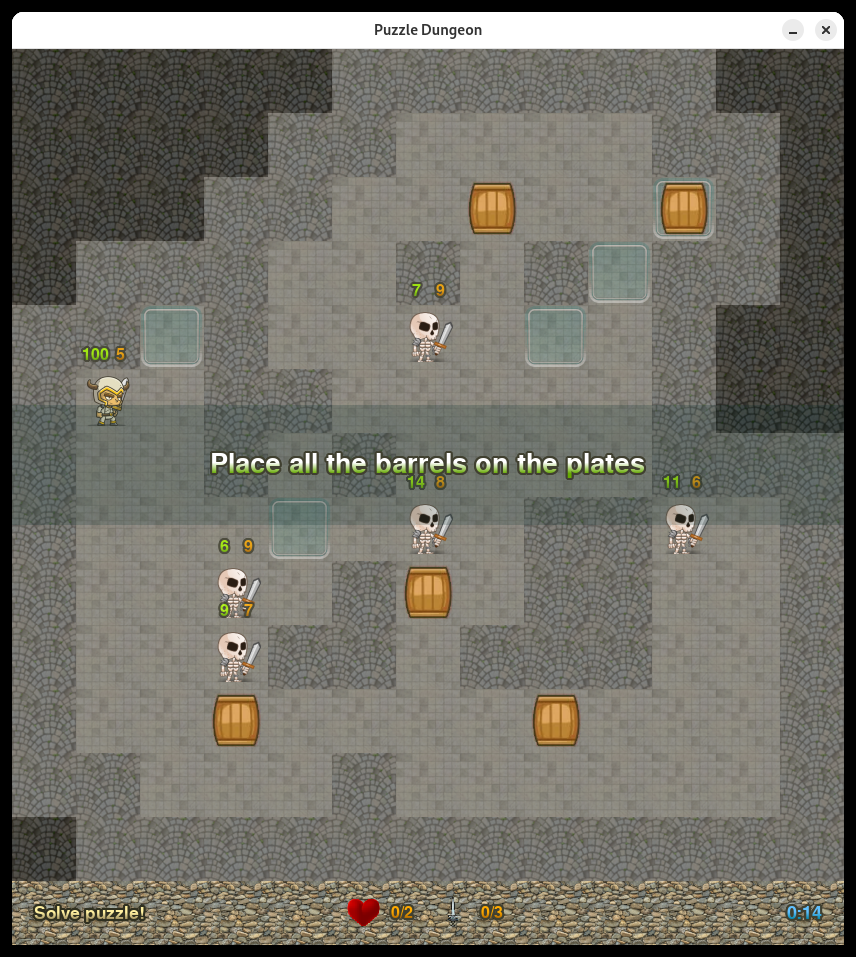 Puzzle Dungeon
7 9
100 5
Place all the barrels on the plates
14 8
11 6
6 9
9 7
Solve puzzle! 0/2 0/3 0:14